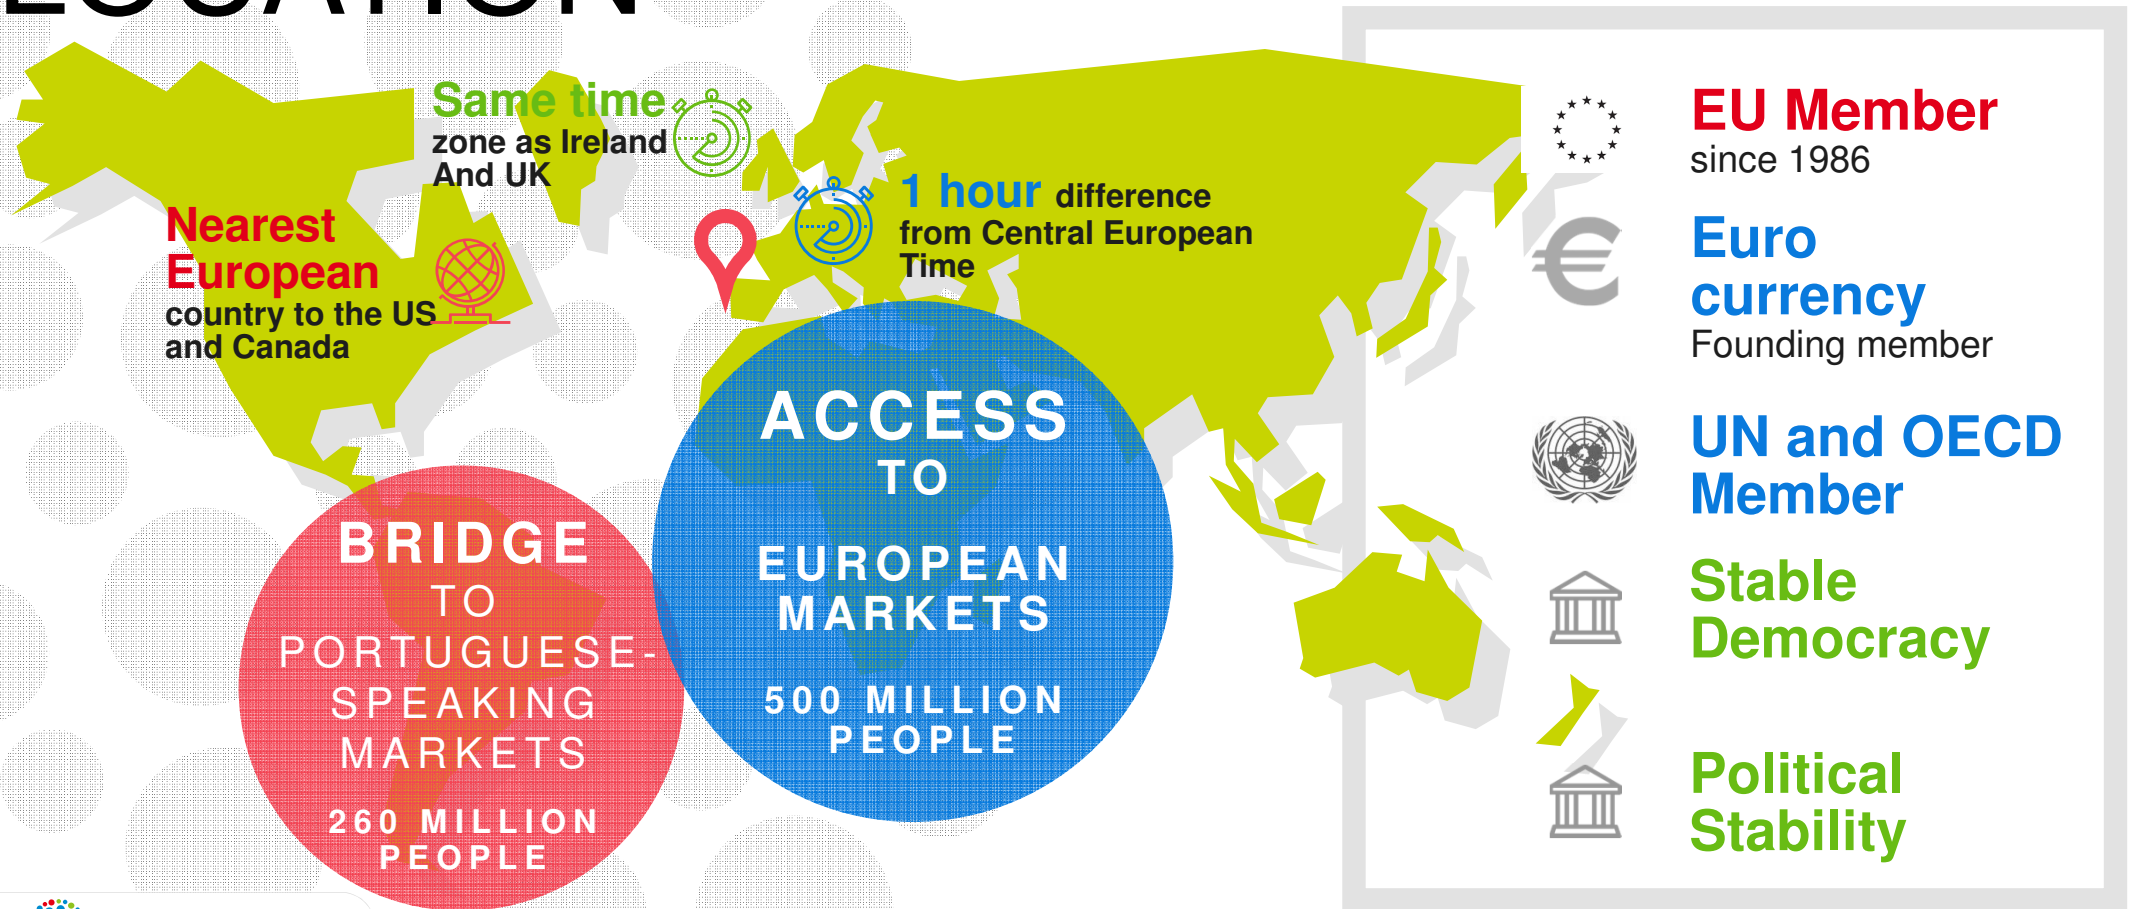 LOCATION
Same time
zone as Ireland
And UK
1 hour difference
from Central European
Time
Nearest
European
country to the US
and Canada
ACCESS
TO
EUROPEAN
MARKETS
500 MILLION
PEOPLE
BRIDGE
TO
PORTUGUESE-
SPEAKING
MARKETS
260 MILLION
PEOPLE
EU Member
since 1986
Euro
currency
Founding member
UN and OECD
Member
Stable
Democracy
Political
Stability